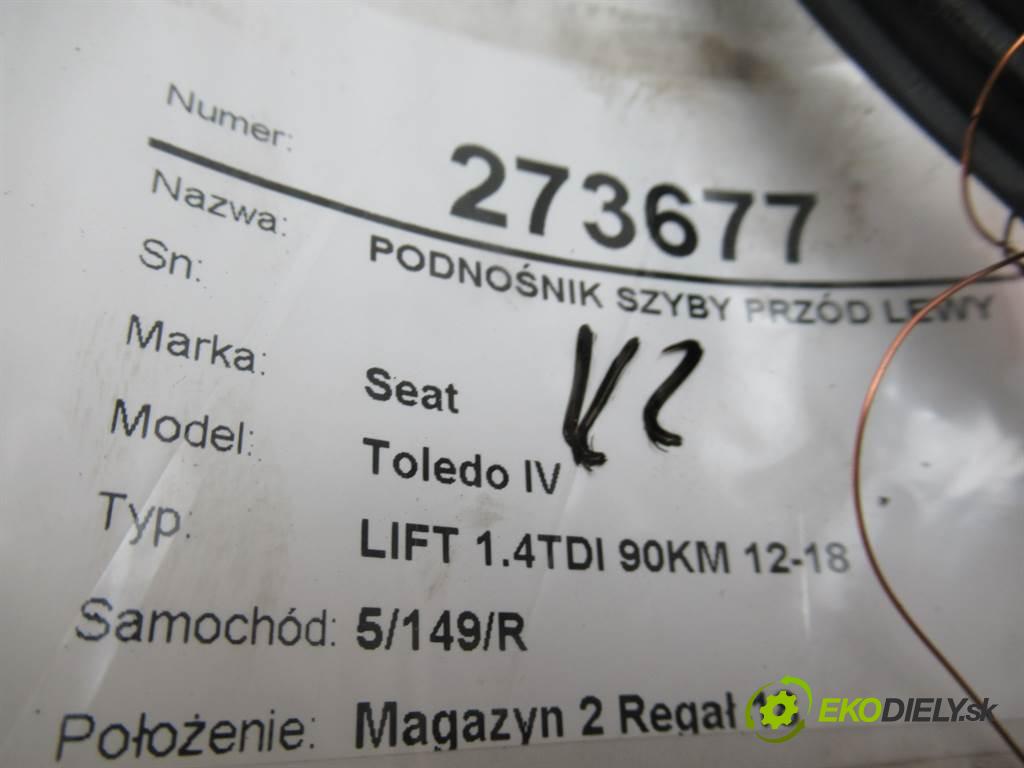 Numer: 273677
Nazwa: PODNOŚNIK SZYBY PRZÓD LEWY
Sn:
Marka: Seat
Model: Toledo IV
Typ: LIFT 1.4TDI 90KM 12-18
Samochód: 5/149/R
Położenie: Magazyn 2 Regał
EKODIELY.sk